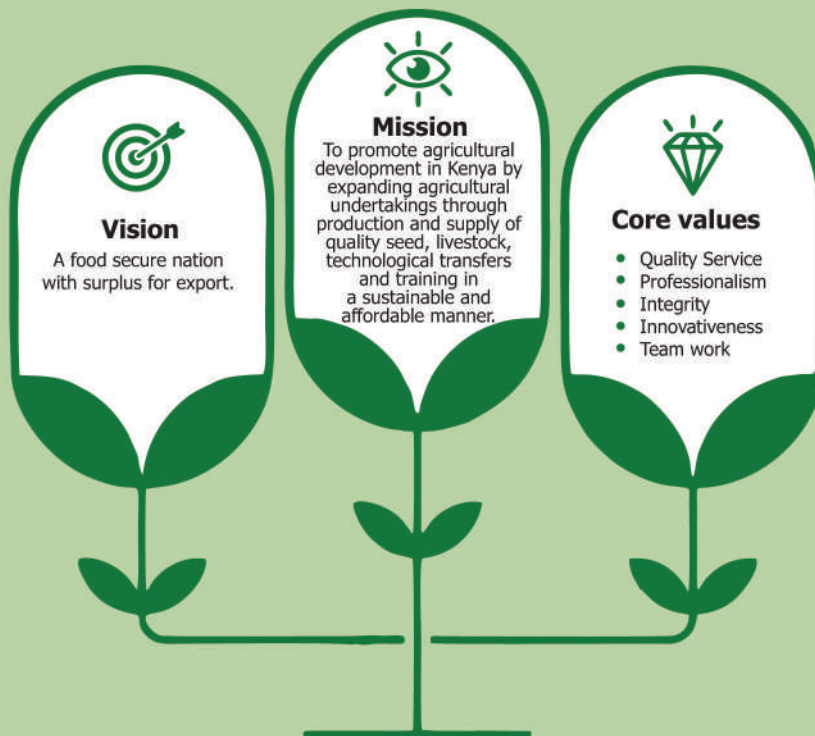 Vision
A food secure nation
with surplus for export.
Mission
To promote agricultural
development in Kenya by
expanding agricultural
undertakings through
production and supply of
quality seed, livestock,
technological transfers
and training in
a sustainable and
affordable manner.
Core values
• Quality Service
• Professionalism
• Integrity
• Innovativeness
• Team work